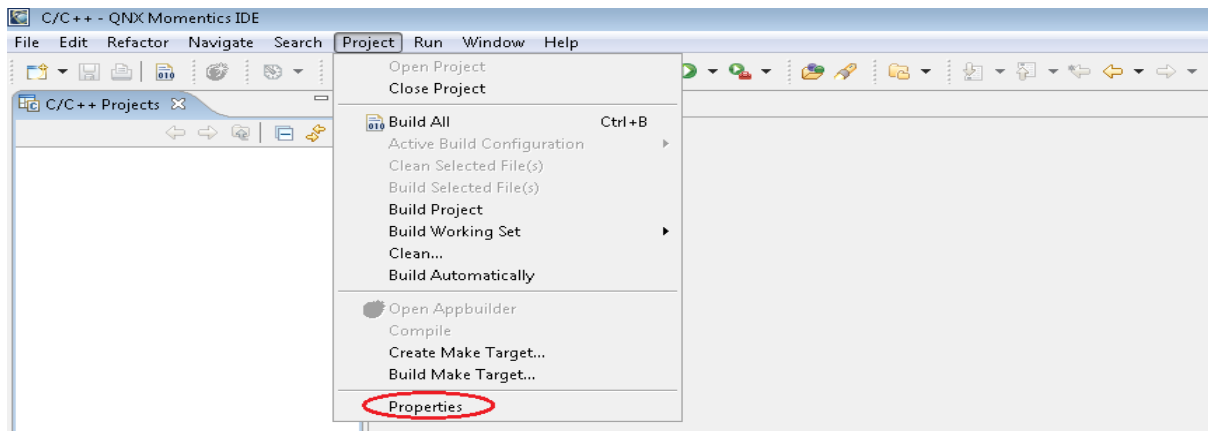 C/C++ - QNX Momentics IDE
File Edit Refactor Navigate Search Project Run Window Help
Open Project
Close Project
C/C++ Projects
Build All Ctrl+B
Active Build Configuration
Clean Selected File(s)
Build Selected File(s)
Build Project
Build Working Set
Clean...
Build Automatically
Open Appbuilder
Compile
Create Make Target...
Build Make Target...
Properties